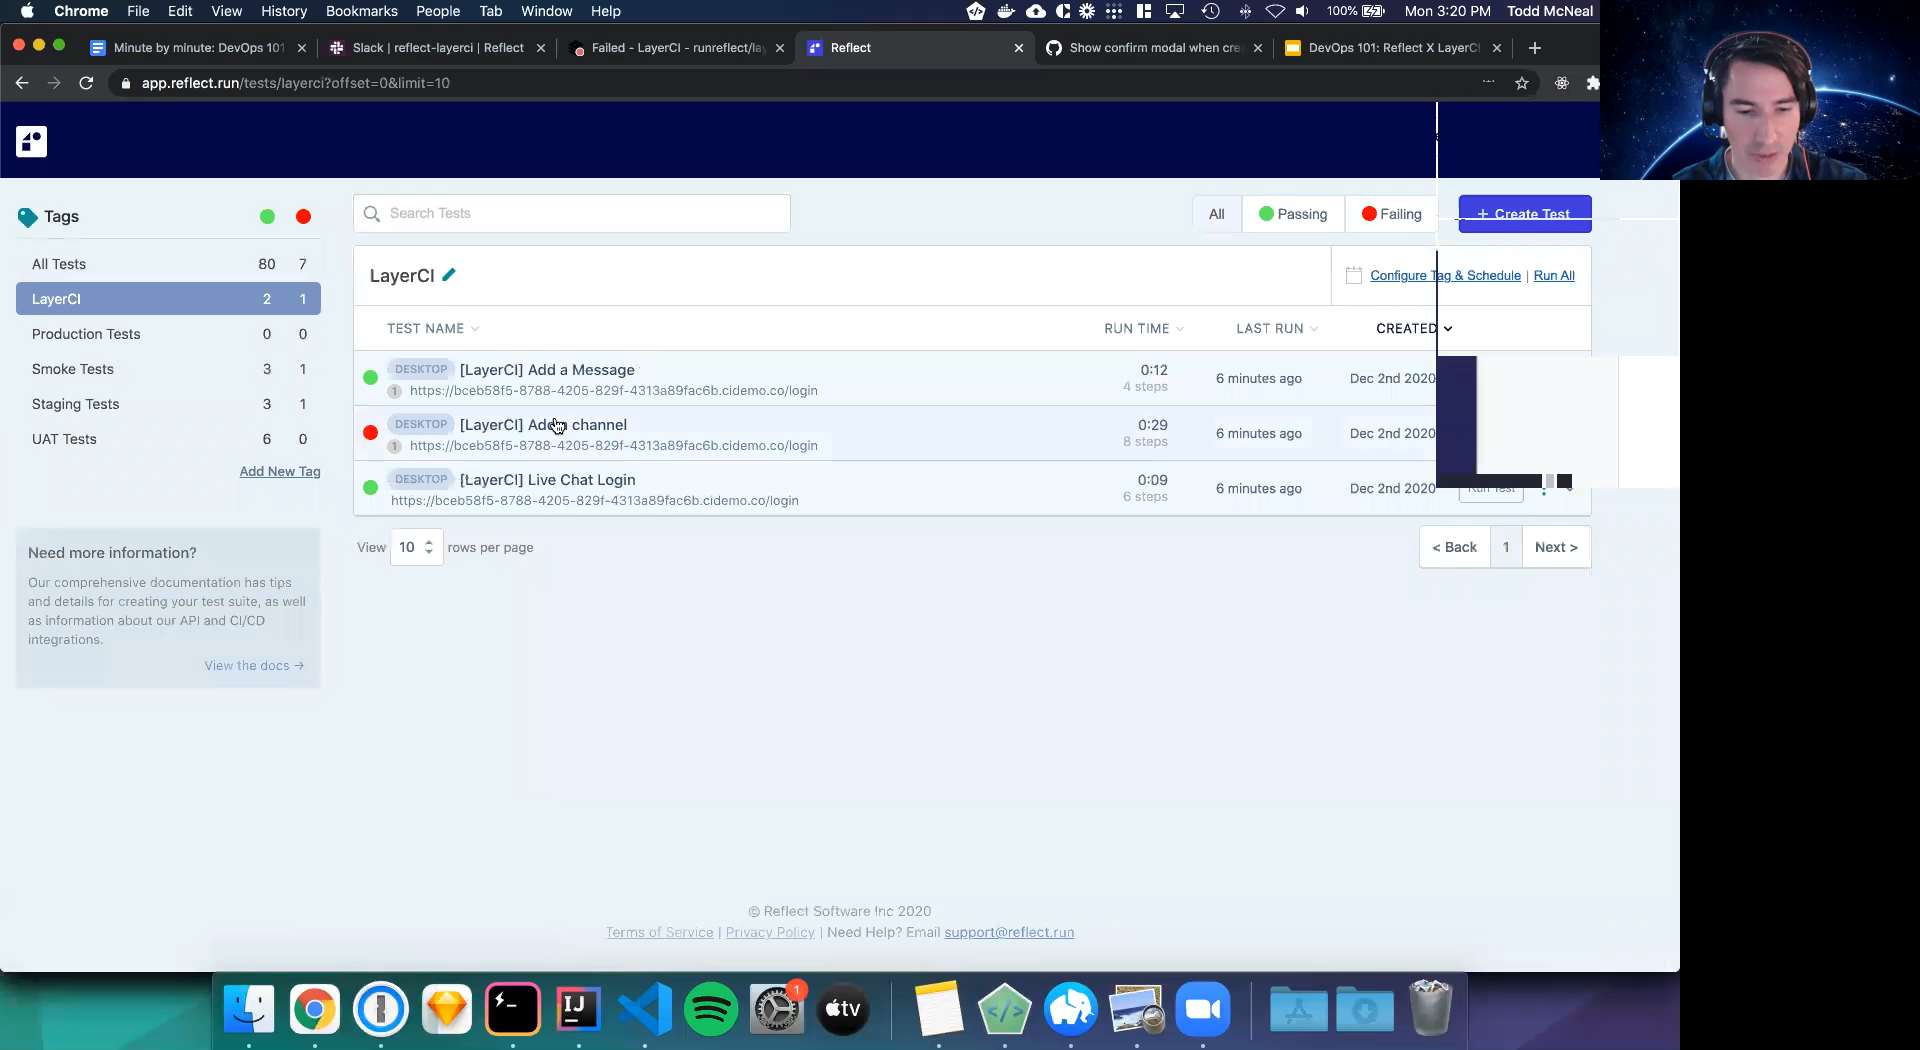 Chrome File Edit View History Bookmarks People Tab Window Help 100% Mon 3:20 PM Todd McNeal
Minute by minute: DevOps 101 Slack | reflect-layerci | Reflect Failed - LayerCI - runreflect/lay Reflect Show confirm modal when cre DevOps 101: Reflect X LayerC
app.reflect.run/tests/layerci?offset=0&limit=10
Tags
Search Tests
All Passing Failing + Create Test
All Tests 80 7
LayerCI 2 1
Production Tests 0 0
Smoke Tests 3 1
Staging Tests 3 1
UAT Tests 6 0
Add New Tag
LayerCI
Configure Tag & Schedule | Run All
TEST NAME RUN TIME LAST RUN CREATED
DESKTOP [LayerCI] Add a Message 0:12 6 minutes ago Dec 2nd 2020
1 https://bceb58f5-8788-4205-829f-4313a89fac6b.cidemo.co/login 4 steps
DESKTOP [LayerCI] Add channel 0:29 6 minutes ago Dec 2nd 2020
1 https://bceb58f5-8788-4205-829f-4313a89fac6b.cidemo.co/login 8 steps
DESKTOP [LayerCI] Live Chat Login 0:09 6 minutes ago Dec 2nd 2020 Run Test
https://bceb58f5-8788-4205-829f-4313a89fac6b.cidemo.co/login 6 steps
View 10 rows per page < Back 1 Next >
Need more information?
Our comprehensive documentation has tips
and details for creating your test suite, as well
as information about our API and CI/CD
integrations.
View the docs →
© Reflect Software Inc 2020
Terms of Service | Privacy Policy | Need Help? Email support@reflect.run
IJ
1
tv